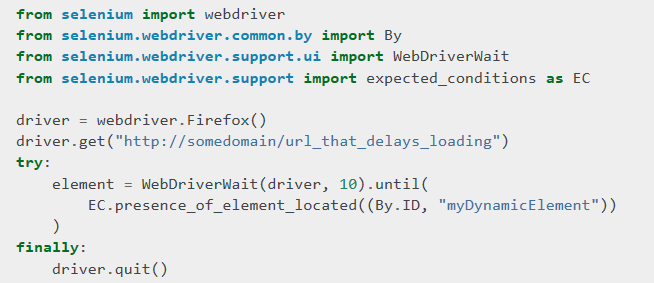 from selenium import webdriver
from selenium.webdriver.common.by import By
from selenium.webdriver.support.ui import WebDriverWait
from selenium.webdriver.support import expected_conditions as EC

driver = webdriver.Firefox()
driver.get("http://somedomain/url_that_delays_loading")
try:
    element = WebDriverWait(driver, 10).until(
        EC.presence_of_element_located((By.ID, "myDynamicElement"))
    )
finally:
    driver.quit()